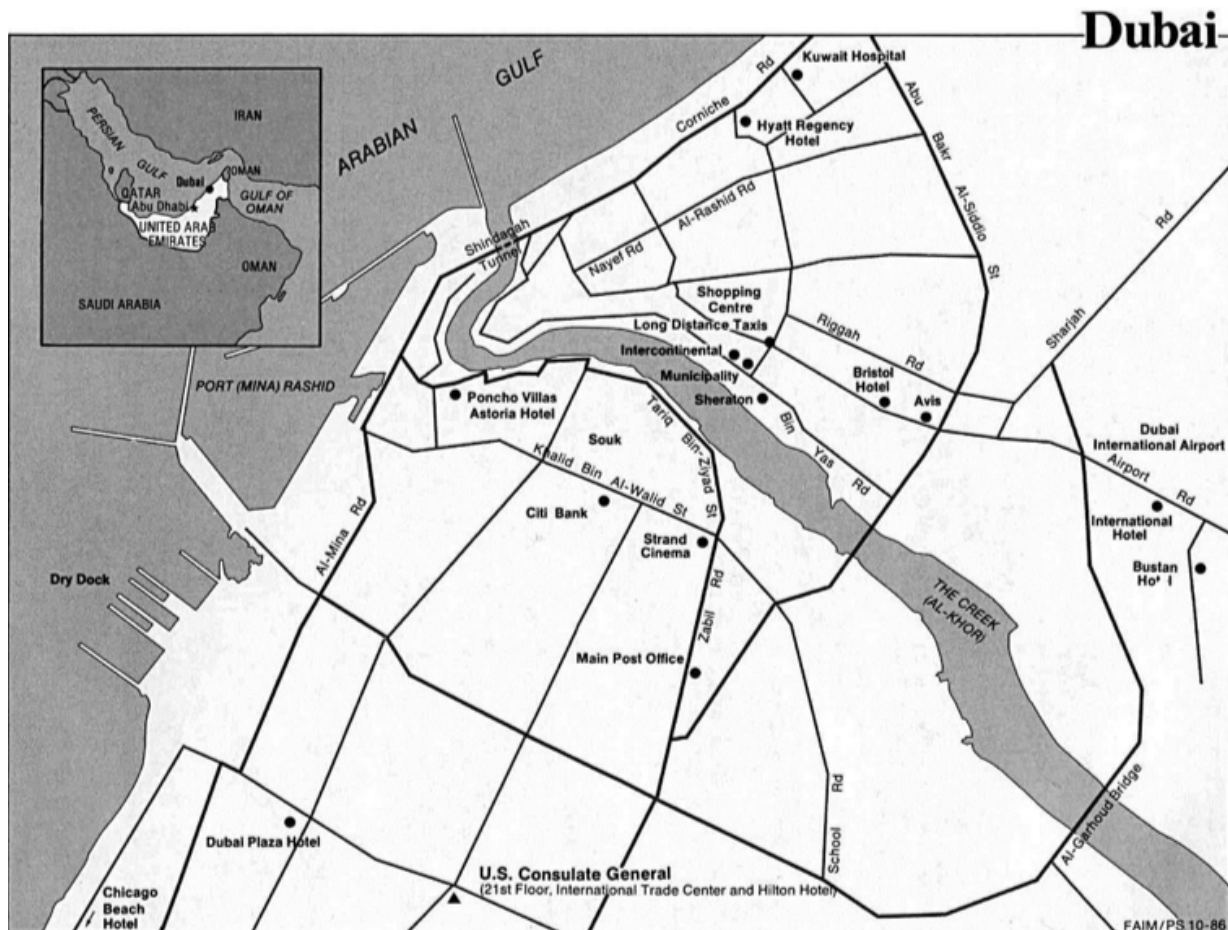 Dubai
GULF
ARABIAN
IRAN
PERSIAN
GULF
OMAN
Dubai
QATAR
Abu Dhabi
GULF OF
OMAN
UNITED ARAB
EMIRATES
OMAN
SAUDI ARABIA
Kuwait Hospital
Corniche Rd
Hyatt Regency
Hotel
Abu Bakr Al-Siddio St
Al-Rashid Rd
Nayef Rd
Shindagah
Tunnel
Sharjah Rd
Shopping
Centre
Long Distance Taxis
Riggah Rd
Intercontinental
Municipality
Sheraton
Bristol
Hotel
Avis
Bin Yas Rd
PORT (MINA) RASHID
Poncho Villas
Astoria Hotel
Tariq Bin-Ziyad St
Souk
Khalid Bin Al-Walid St
Dubai
International Airport
Airport Rd
Citi Bank
International
Hotel
Al-Mina Rd
Strand
Cinema
Bustan
Dry Dock
THE CREEK
(AL-KHOR)
Zabil Rd
Main Post Office
School Rd
Al-Garhoud Bridge
Dubai Plaza Hotel
U.S. Consulate General
(21st Floor, International Trade Center and Hilton Hotel)
Chicago
Beach
Hotel
FAIM/PS 10-86